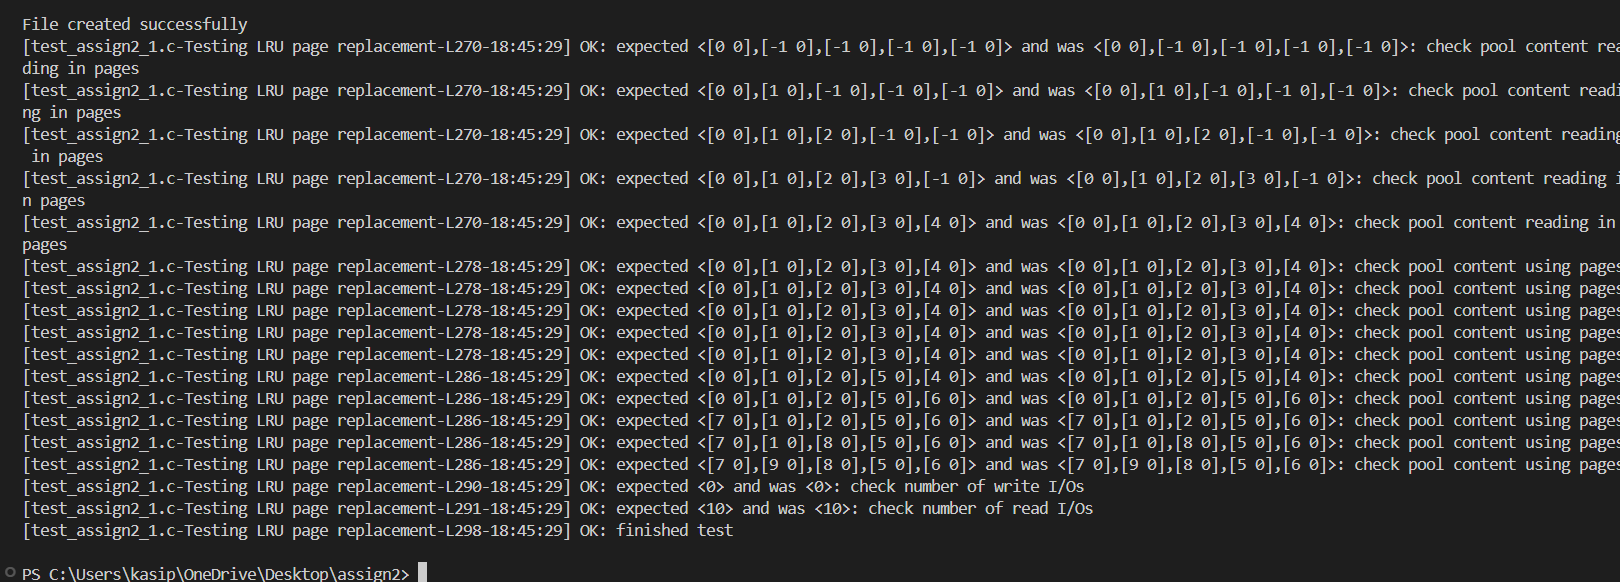 File created successfully
[test_assign2_1.c-Testing LRU page replacement-L270-18:45:29] OK: expected <[0 0],[-1 0],[-1 0],[-1 0],[-1 0]> and was <[0 0],[-1 0],[-1 0],[-1 0],[-1 0]>: check pool content rea
ding in pages
[test_assign2_1.c-Testing LRU page replacement-L270-18:45:29] OK: expected <[0 0],[1 0],[-1 0],[-1 0],[-1 0]> and was <[0 0],[1 0],[-1 0],[-1 0],[-1 0]>: check pool content readi
ng in pages
[test_assign2_1.c-Testing LRU page replacement-L270-18:45:29] OK: expected <[0 0],[1 0],[2 0],[-1 0],[-1 0]> and was <[0 0],[1 0],[2 0],[-1 0],[-1 0]>: check pool content reading
in pages
[test_assign2_1.c-Testing LRU page replacement-L270-18:45:29] OK: expected <[0 0],[1 0],[2 0],[3 0],[-1 0]> and was <[0 0],[1 0],[2 0],[3 0],[-1 0]>: check pool content reading i
n pages
[test_assign2_1.c-Testing LRU page replacement-L270-18:45:29] OK: expected <[0 0],[1 0],[2 0],[3 0],[4 0]> and was <[0 0],[1 0],[2 0],[3 0],[4 0]>: check pool content reading in
pages
[test_assign2_1.c-Testing LRU page replacement-L278-18:45:29] OK: expected <[0 0],[1 0],[2 0],[3 0],[4 0]> and was <[0 0],[1 0],[2 0],[3 0],[4 0]>: check pool content using pages
[test_assign2_1.c-Testing LRU page replacement-L278-18:45:29] OK: expected <[0 0],[1 0],[2 0],[3 0],[4 0]> and was <[0 0],[1 0],[2 0],[3 0],[4 0]>: check pool content using pages
[test_assign2_1.c-Testing LRU page replacement-L278-18:45:29] OK: expected <[0 0],[1 0],[2 0],[3 0],[4 0]> and was <[0 0],[1 0],[2 0],[3 0],[4 0]>: check pool content using pages
[test_assign2_1.c-Testing LRU page replacement-L278-18:45:29] OK: expected <[0 0],[1 0],[2 0],[3 0],[4 0]> and was <[0 0],[1 0],[2 0],[3 0],[4 0]>: check pool content using pages
[test_assign2_1.c-Testing LRU page replacement-L278-18:45:29] OK: expected <[0 0],[1 0],[2 0],[3 0],[4 0]> and was <[0 0],[1 0],[2 0],[3 0],[4 0]>: check pool content using pages
[test_assign2_1.c-Testing LRU page replacement-L286-18:45:29] OK: expected <[0 0],[1 0],[2 0],[5 0],[4 0]> and was <[0 0],[1 0],[2 0],[5 0],[4 0]>: check pool content using pages
[test_assign2_1.c-Testing LRU page replacement-L286-18:45:29] OK: expected <[0 0],[1 0],[2 0],[5 0],[6 0]> and was <[0 0],[1 0],[2 0],[5 0],[6 0]>: check pool content using pages
[test_assign2_1.c-Testing LRU page replacement-L286-18:45:29] OK: expected <[7 0],[1 0],[2 0],[5 0],[6 0]> and was <[7 0],[1 0],[2 0],[5 0],[6 0]>: check pool content using pages
[test_assign2_1.c-Testing LRU page replacement-L286-18:45:29] OK: expected <[7 0],[1 0],[8 0],[5 0],[6 0]> and was <[7 0],[1 0],[8 0],[5 0],[6 0]>: check pool content using pages
[test_assign2_1.c-Testing LRU page replacement-L286-18:45:29] OK: expected <[7 0],[9 0],[8 0],[5 0],[6 0]> and was <[7 0],[9 0],[8 0],[5 0],[6 0]>: check pool content using pages
[test_assign2_1.c-Testing LRU page replacement-L290-18:45:29] OK: expected <0> and was <0>: check number of write I/Os
[test_assign2_1.c-Testing LRU page replacement-L291-18:45:29] OK: expected <10> and was <10>: check number of read I/Os
[test_assign2_1.c-Testing LRU page replacement-L298-18:45:29] OK: finished test
PS C:\Users\kasip\OneDrive\Desktop\assign2>